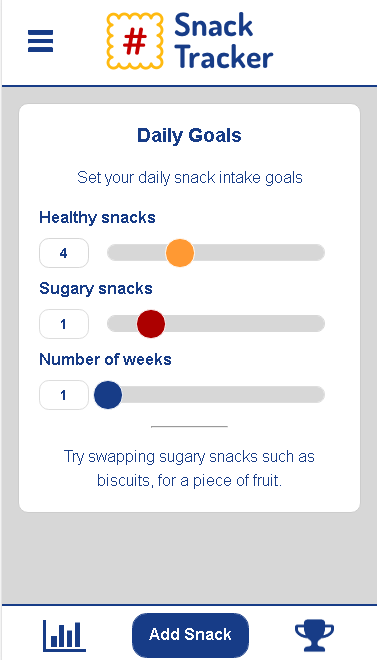 #
Snack
Tracker
Daily Goals
Set your daily snack intake goals
Healthy snacks
4
Sugary snacks
1
Number of weeks
1
Try swapping sugary snacks such as
biscuits, for a piece of fruit.
Add Snack